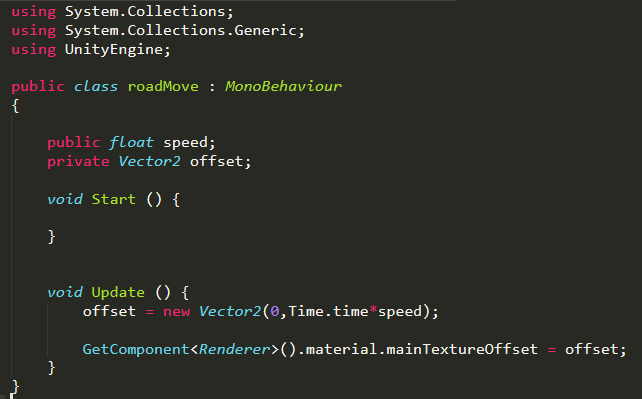 using System.Collections;
using System.Collections.Generic;
using UnityEngine;
public class roadMove : MonoBehaviour
{
public float speed;
private Vector2 offset;
void Start () {
}
void Update () {
offset = new Vector2(0,Time.time*speed);
GetComponent<Renderer>().material.mainTextureOffset = offset;
}
}